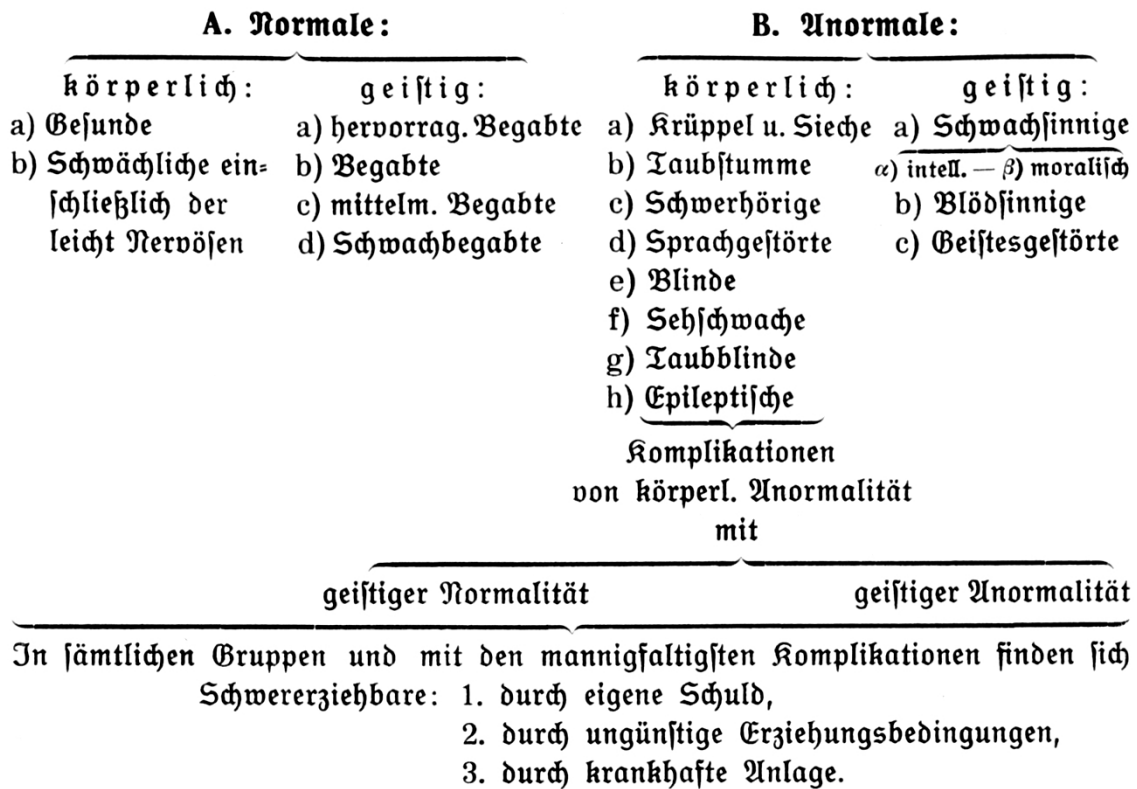 A. Normale:
körperlich:
a) Gesunde
b) Schwächliche ein-
schließlich der
leicht Nervösen
geistig:
a) hervorrag. Begabte
b) Begabte
c) mittelm. Begabte
d) Schwachbegabte
B. Anormale:
körperlich:
a) Krüppel u. Sieche
b) Taubstumme
c) Schwerhörige
d) Sprachgestörte
e) Blinde
f) Sehschwache
g) Taubblinde
h) Epileptische
geistig:
a) Schwachsinnige
α) intell. — β) moralisch
b) Blödsinnige
c) Geistesgestörte
Komplikationen
von körperl. Anormalität
mit
geistiger Normalität
geistiger Anormalität
In sämtlichen Gruppen und mit den mannigfaltigsten Komplikationen finden sich
Schwererziehbare: 1. durch eigene Schuld,
2. durch ungünstige Erziehungsbedingungen,
3. durch krankhafte Anlage.